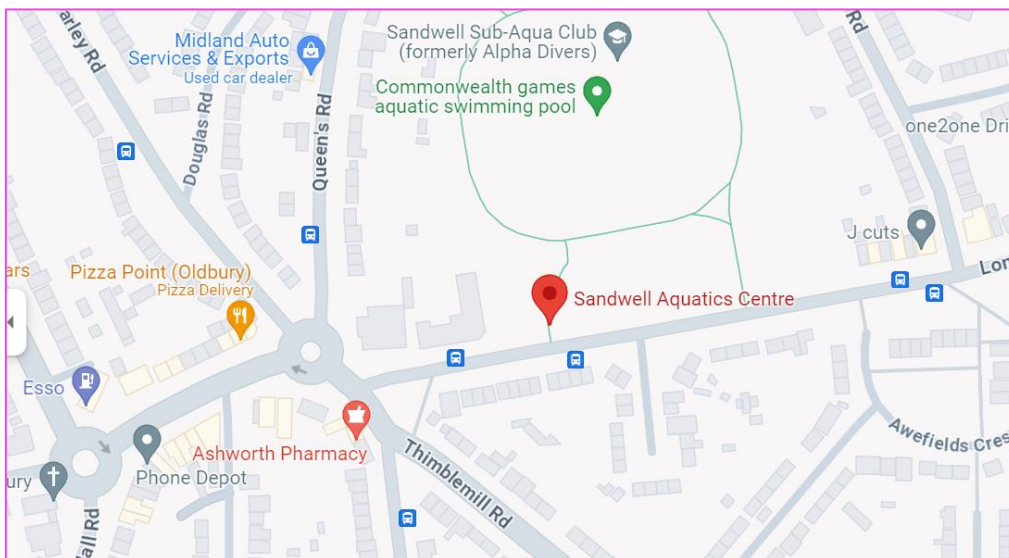 arley Rd
Midland Auto
Services & Exports
Used car dealer
Sandwell Sub-Aqua Club
(formerly Alpha Divers)
Rd
Commonwealth games
aquatic swimming pool
Douglas Rd
Queen's Rd
one2one Dri
J cuts
ars
Pizza Point (Oldbury)
Pizza Delivery
Lon
Sandwell Aquatics Centre
Esso
Awefields Cres
Ashworth Pharmacy
Thimblemill Rd
Phone Depot
ury
all Rd